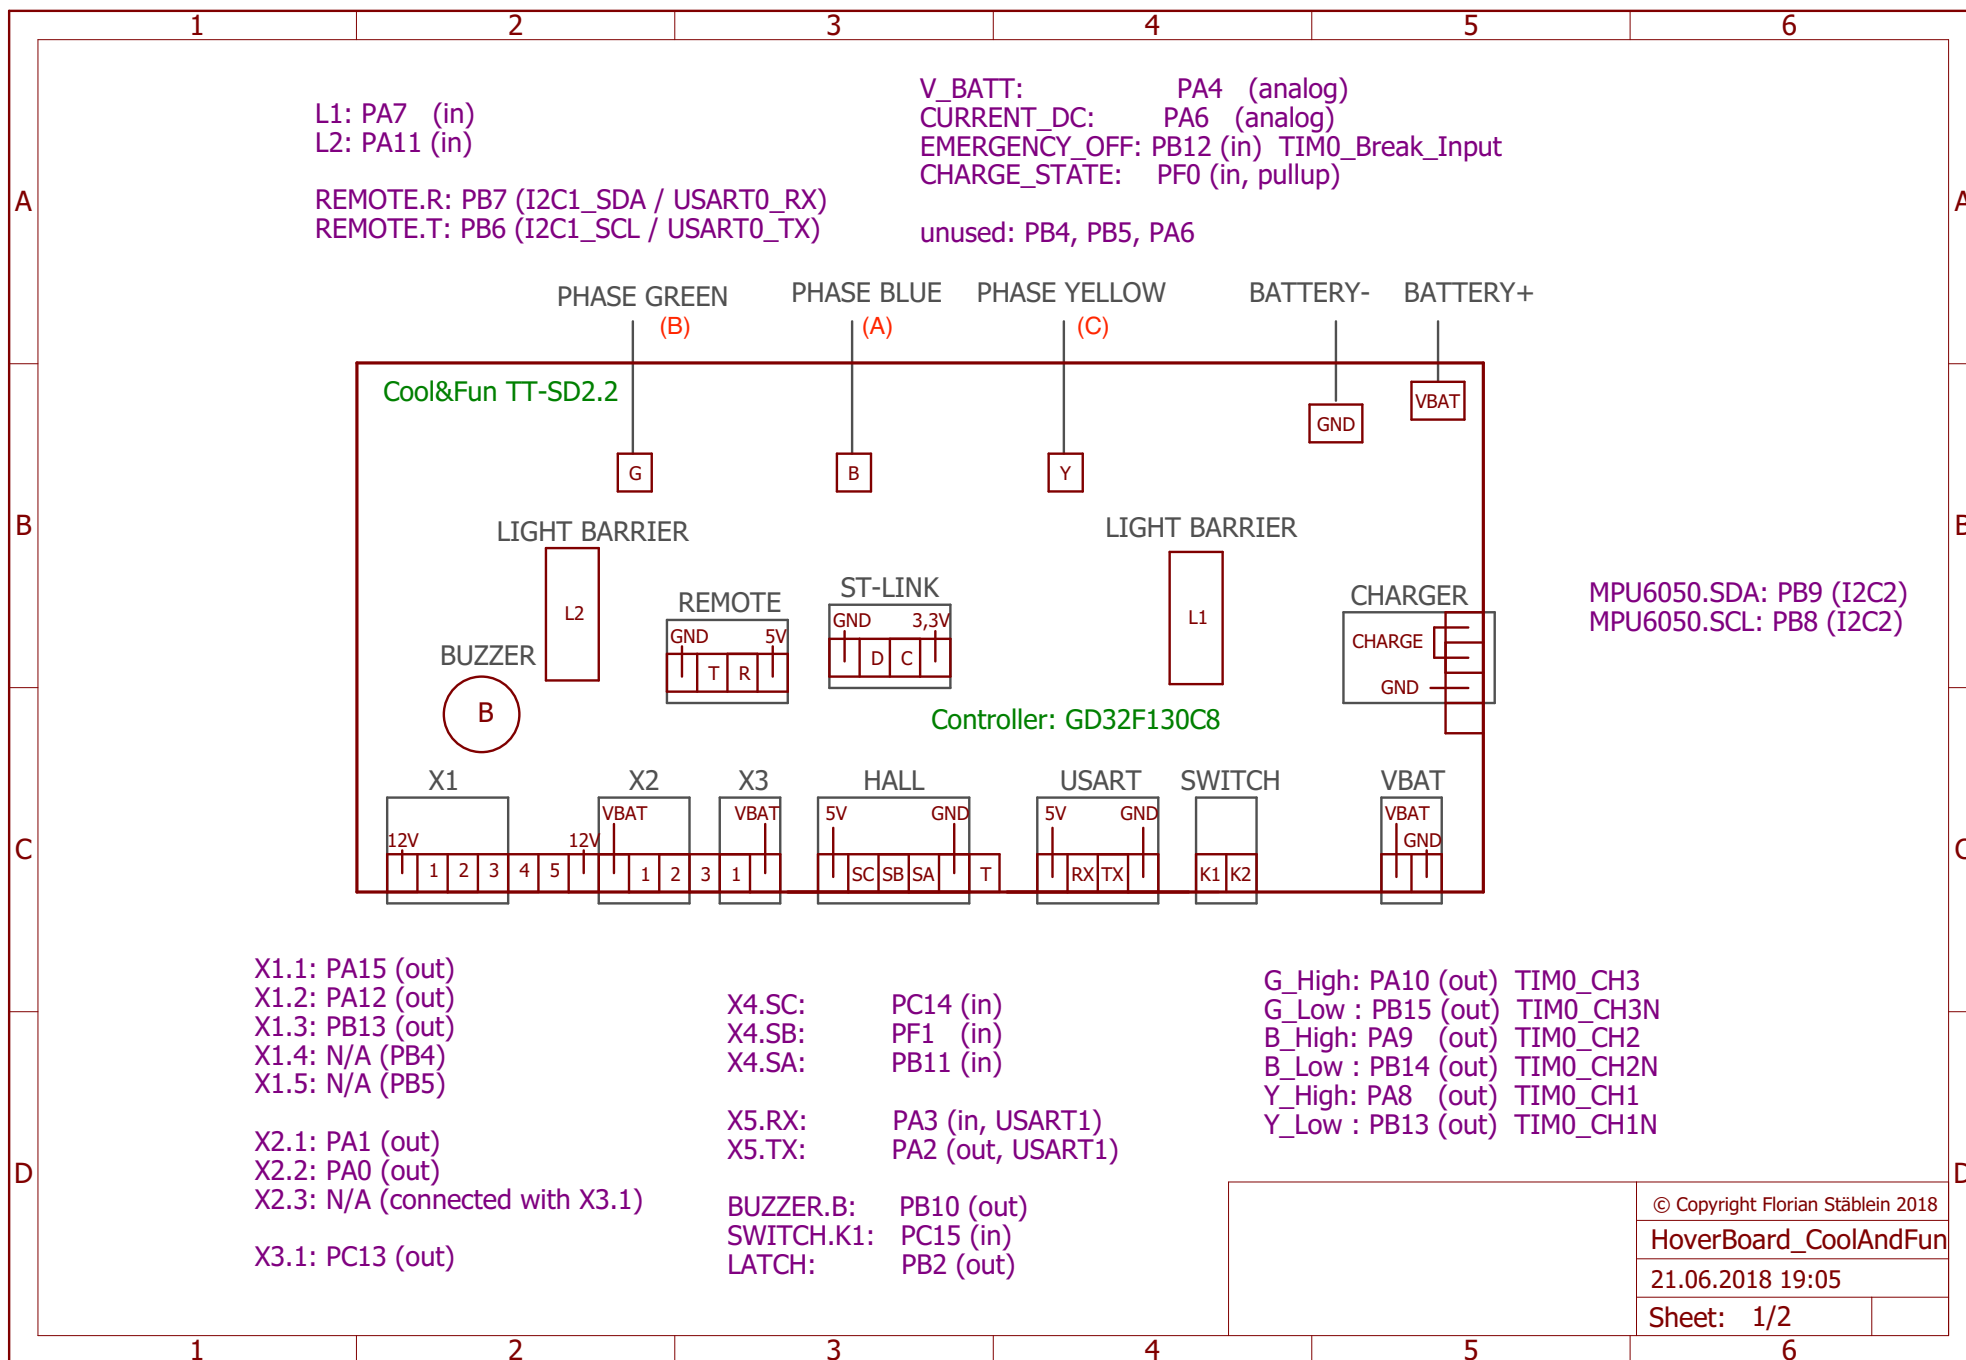 1 2 3 4 5 6
L1: PA7 (in)
L2: PA11 (in)
REMOTE.R: PB7 (I2C1_SDA / USART0_RX)
REMOTE.T: PB6 (I2C1_SCL / USART0_TX)
V_BATT: PA4 (analog)
CURRENT_DC: PA6 (analog)
EMERGENCY_OFF: PB12 (in) TIM0_Break_Input
CHARGE_STATE: PF0 (in, pullup)
unused: PB4, PB5, PA6
A A
PHASE GREEN PHASE BLUE PHASE YELLOW BATTERY- BATTERY+
(B) (A) (C)
Cool&Fun TT-SD2.2
VBAT
GND
G B Y
B B
LIGHT BARRIER LIGHT BARRIER
L2 L1
REMOTE
GND 5V
T R
ST-LINK
GND 3,3V
D C
CHARGER
CHARGE
GND
MPU6050.SDA: PB9 (I2C2)
MPU6050.SCL: PB8 (I2C2)
BUZZER
B
Controller: GD32F130C8
X1 X2 X3 HALL USART SWITCH VBAT
VBAT VBAT 5V GND 5V GND VBAT
12V 12V GND
1 2 3 4 5 1 2 3 1 SC SB SA T RX TX K1 K2
C C
X1.1: PA15 (out)
X1.2: PA12 (out)
X1.3: PB13 (out)
X1.4: N/A (PB4)
X1.5: N/A (PB5)
X2.1: PA1 (out)
X2.2: PA0 (out)
X2.3: N/A (connected with X3.1)
X3.1: PC13 (out)
X4.SC: PC14 (in)
X4.SB: PF1 (in)
X4.SA: PB11 (in)
X5.RX: PA3 (in, USART1)
X5.TX: PA2 (out, USART1)
BUZZER.B: PB10 (out)
SWITCH.K1: PC15 (in)
LATCH: PB2 (out)
G_High: PA10 (out) TIM0_CH3
G_Low : PB15 (out) TIM0_CH3N
B_High: PA9 (out) TIM0_CH2
B_Low : PB14 (out) TIM0_CH2N
Y_High: PA8 (out) TIM0_CH1
Y_Low : PB13 (out) TIM0_CH1N
D D
© Copyright Florian Stäblein 2018
HoverBoard_CoolAndFun
21.06.2018 19:05
Sheet: 1/2
1 2 3 4 5 6